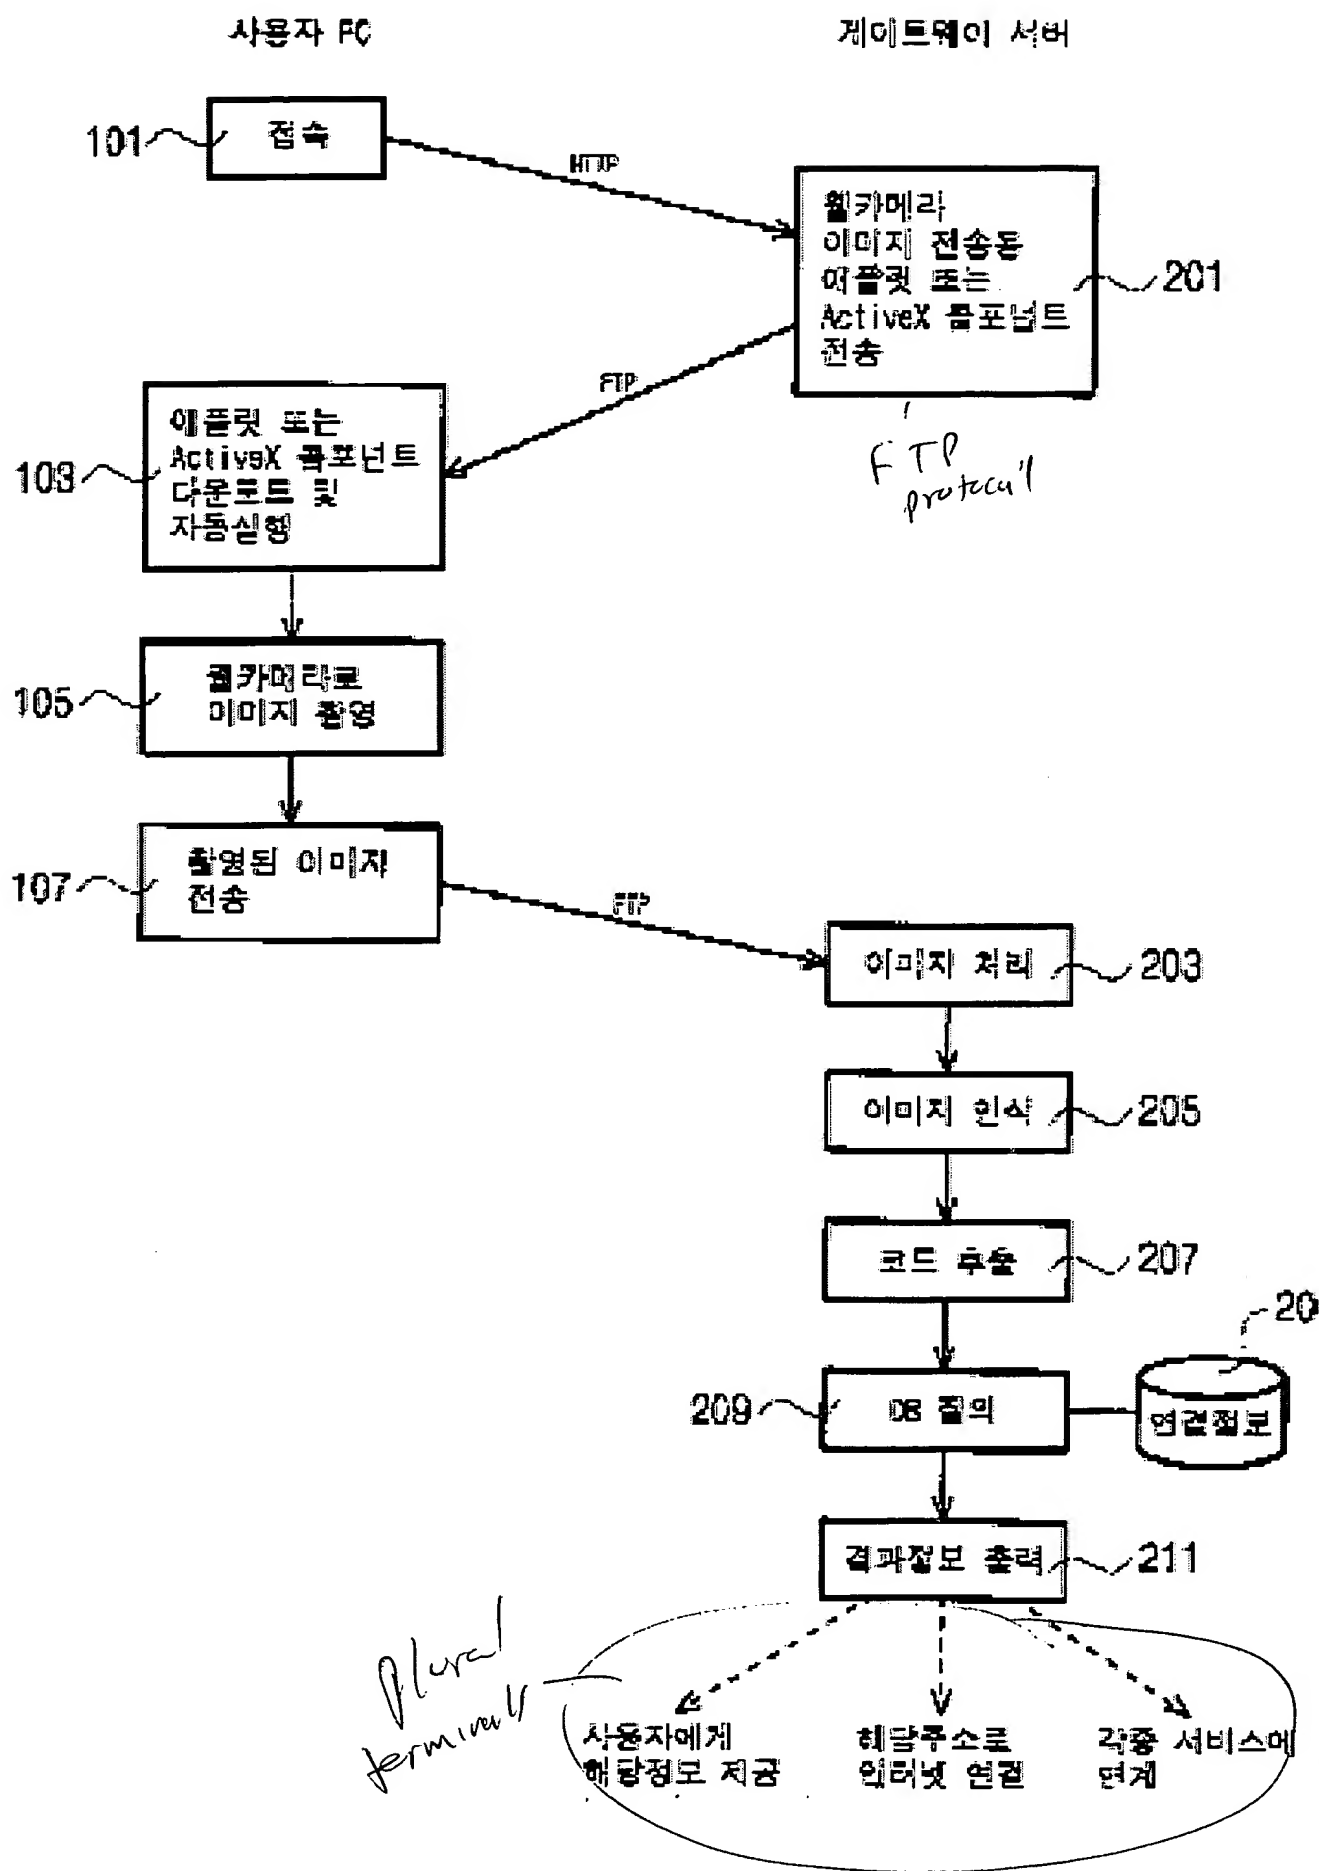 사용자 PC
게이트웨이 서버
101
접속
HTTP
웹카메라
이미지 전송용
애플릿 또는
ActiveX 콤포넌트
전송
201
FTP
FTP
protocall
103
애플릿 또는
ActiveX 콤포넌트
다운로드 및
자동실행
105
웹카메라로
이미지 촬영
107
촬영된 이미지
전송
FTP
이미지 처리
203
이미지 인식
205
코드 추출
207
20
209
DB 질의
연결정보
결과정보 출력
211
plural
terminals
사용자에게
해당정보 제공
해당주소로
인터넷 연결
각종 서비스에
연계